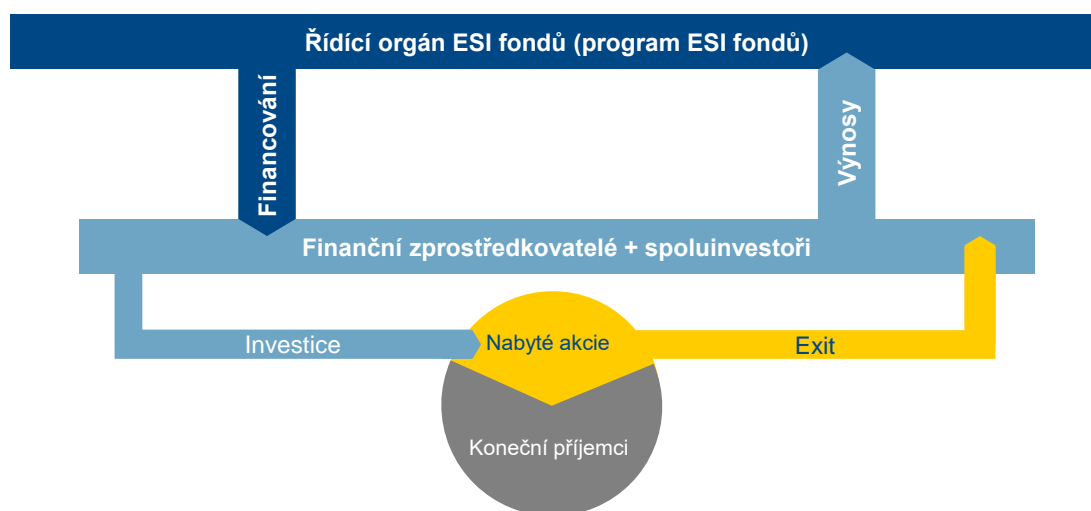 Řídící orgán ESI fondů (program ESI fondů)
Financování
Výnosy
Finanční zprostředkovatelé + spoluinvestoři
Investice
Nabyté akcie
Exit
Koneční příjemci